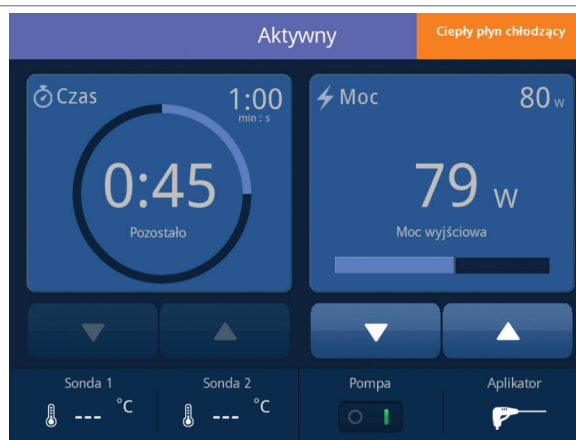 Aktywny
Ciepły płyn chłodzący
Czas
1:00
min : s
0:45
Pozostało
Moc
80 w
79 W
Moc wyjściowa
Sonda 1
--- °C
Sonda 2
--- °C
Pompa
Aplikator